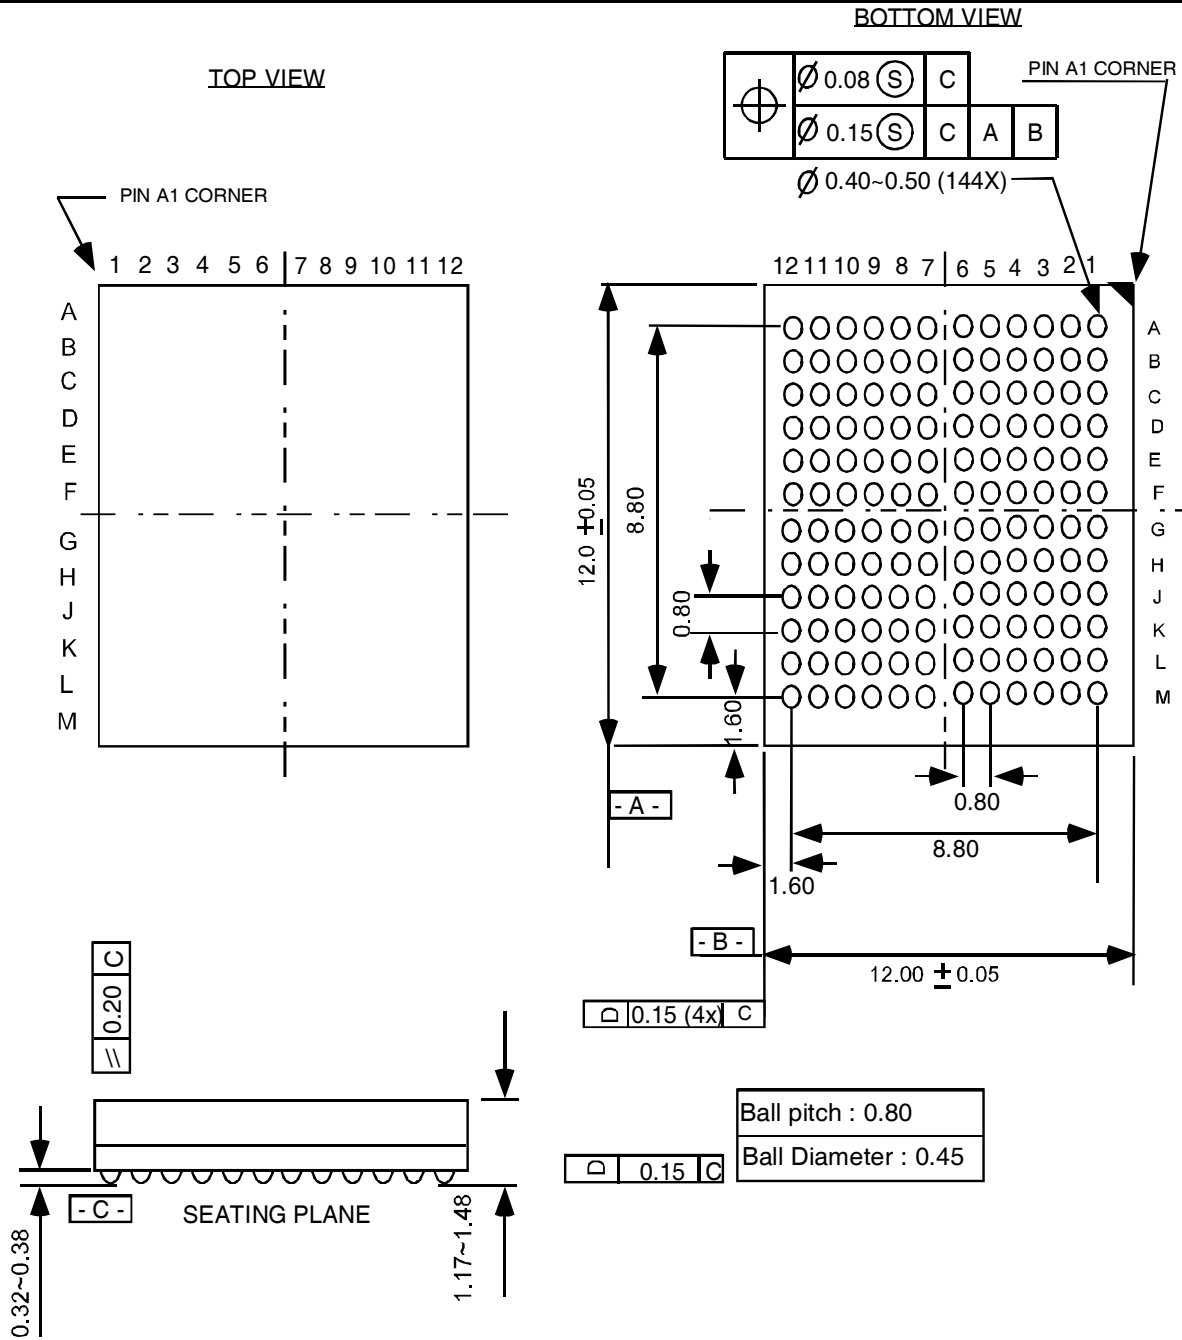 BOTTOM VIEW
TOP VIEW
PIN A1 CORNER
Ø 0.08 Ⓢ C
Ø 0.15 Ⓢ C A B
Ø 0.40~0.50 (144X)
PIN A1 CORNER
1 2 3 4 5 6 7 8 9 10 11 12
12 11 10 9 8 7 6 5 4 3 2 1
A
B
C
D
E
F
G
H
J
K
L
M
A
B
C
D
E
F
G
H
J
K
L
M
12.0 ±0.05
8.80
0.80
1.60
- A -
0.80
8.80
1.60
- B -
12.00 ± 0.05
D 0.15 (4x) C
// 0.20 C
Ball pitch : 0.80
Ball Diameter : 0.45
D 0.15 C
- C -
SEATING PLANE
0.32~0.38
1.17~1.48